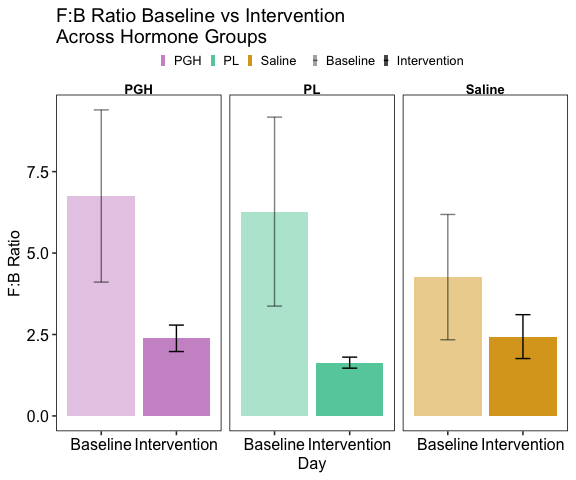 F:B Ratio Baseline vs Intervention
Across Hormone Groups
PGH PL Saline Baseline Intervention
PGH PL Saline
F:B Ratio
7.5
5.0
2.5
0.0
Baseline Intervention Baseline Intervention Baseline Intervention
Day